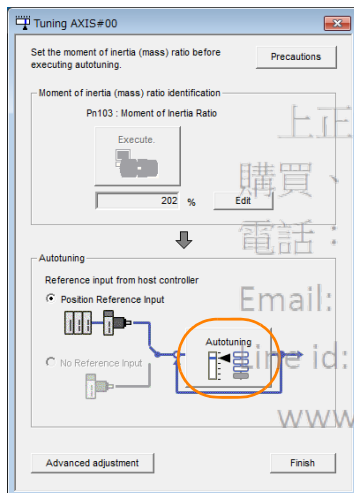 Tuning AXIS#00
Set the moment of inertia (mass) ratio before
executing autotuning.
Precautions
Moment of inertia (mass) ratio identification
Pn103 : Moment of Inertia Ratio
Execute.
202 %
Edit
Autotuning
Reference input from host controller
Position Reference Input
No Reference Input
Autotuning
Advanced adjustment
Finish
上正
購買、
電話：
Email:
Line id:
www